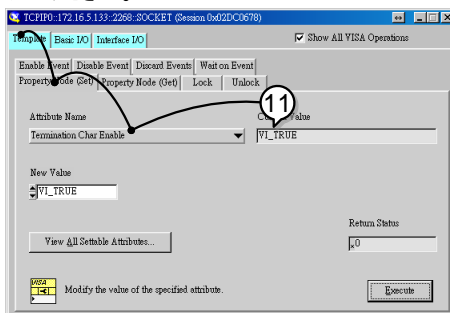 TCPIP0::172.16.5.133::2268::SOCKET (Session 0x02DC0678)
Template Basic I/O Interface I/O Show All VISA Operations
Enable Event Disable Event Discard Events Wait on Event
Property Node (Set) Property Node (Get) Lock Unlock
11
Attribute Name Value
Termination Char Enable VI_TRUE
New Value
VI_TRUE
Return Status
View All Settable Attributes... x0
VISA
Modify the value of the specified attribute. Execute